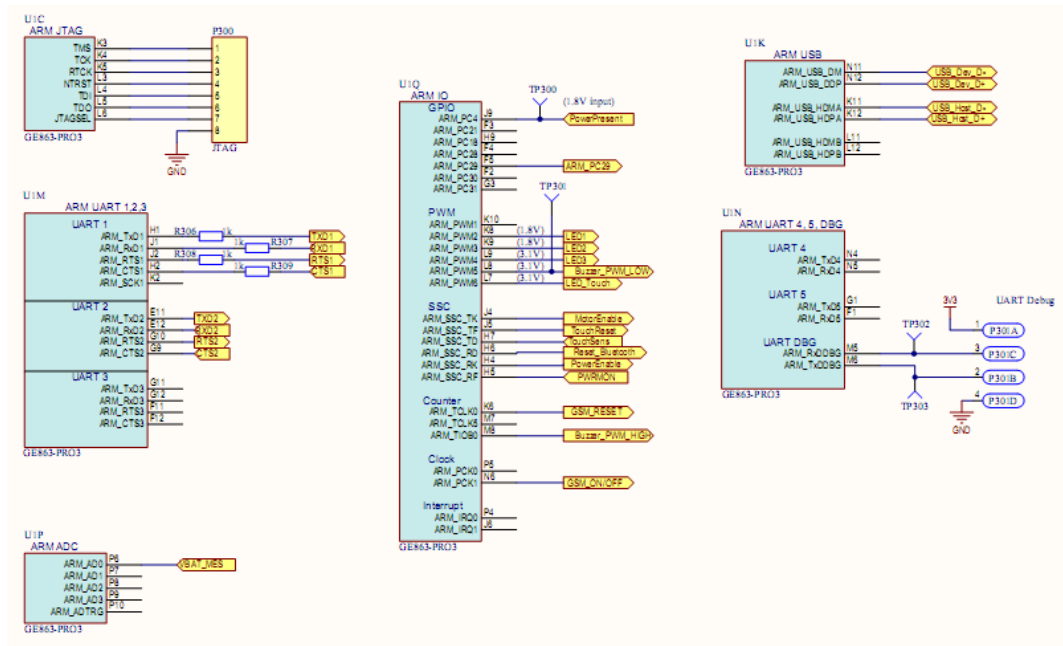 U1C
ARM JTAG
TMS K3
TCK K4
RTCK K5
NTRST L3
TDI L4
TDO L5
JTAGSEL L6
GE863-PRO3
P300
1
2
3
4
5
6
7
8
JTAG
GND
U1M
ARM UART 1,2,3
UART 1
ARM_TxD1 H1 R306 1k TXD1
ARM_RxD1 J1 1k R307 RXD1
ARM_RTS1 J2 R308 1k RTS1
ARM_CTS1 H2 1k R309 CTS1
ARM_SCK1 K2
UART 2
ARM_TxD2 E11 TXD2
ARM_RxD2 E12 RXD2
ARM_RTS2 G10 RTS2
ARM_CTS2 G9 CTS2
UART 3
ARM_TxD3 G11
ARM_RxD3 G12
ARM_RTS3 F11
ARM_CTS3 F12
GE863-PRO3
U1P
ARM ADC
ARM_AD0 P6 VBAT_MES
ARM_AD1 P7
ARM_AD2 P8
ARM_AD3 P9
ARM_ADTRG P10
GE863-PRO3
U1Q
ARM IO
TP300
(1.8V input)
GPIO
ARM_PC4 J9 PowerPresent
ARM_PC21 F3
ARM_PC18 H9
ARM_PC28 F4
ARM_PC29 F5 ARM_PC29
ARM_PC30 F2
ARM_PC31 G3
TP301
PWM
ARM_PWM1 K10
ARM_PWM2 K8 (1.8V) LED1
ARM_PWM3 K9 (1.8V) LED2
ARM_PWM4 L9 (3.1V) LED3
ARM_PWM5 L8 (3.1V) Buzzer_PWM_LOW
ARM_PWM6 L7 (3.1V) LED_Touch
SSC
ARM_SSC_TK J4 MotorEnable
ARM_SSC_TF J5 TouchReset
ARM_SSC_TD H7 TouchSens
ARM_SSC_RD H6 Reset_Bluetooth
ARM_SSC_RK H4 PowerEnable
ARM_SSC_RF H5 PWRMON
Counter
ARM_TCLK0 K6 GSM_RESET
ARM_TCLK5 M7
ARM_TIOB0 M8 Buzzer_PWM_HIGH
Clock
ARM_PCK0 P5
ARM_PCK1 N6 GSM_ON/OFF
Interrupt
ARM_IRQ0 P4
ARM_IRQ1 J6
GE863-PRO3
U1K
ARM USB
ARM_USB_DM N11 USB_Dev_D-
ARM_USB_DDP N12 USB_Dev_D+
ARM_USB_HDMA K11 USB_Host_D-
ARM_USB_HDPA K12 USB_Host_D+
ARM_USB_HDMB L11
ARM_USB_HDPB L12
GE863-PRO3
U1N
ARM UART 4, 5, DBG
UART 4
ARM_TxD4 N4
ARM_RxD4 N5
UART 5
ARM_TxD5 G1
ARM_RxD5 F1
UART DBG
ARM_RxDDBG M5
ARM_TxDDBG M6
GE863-PRO3
3V3
UART Debug
1 P301A
TP302
3 P301C
2 P301B
TP303
4 P301D
GND